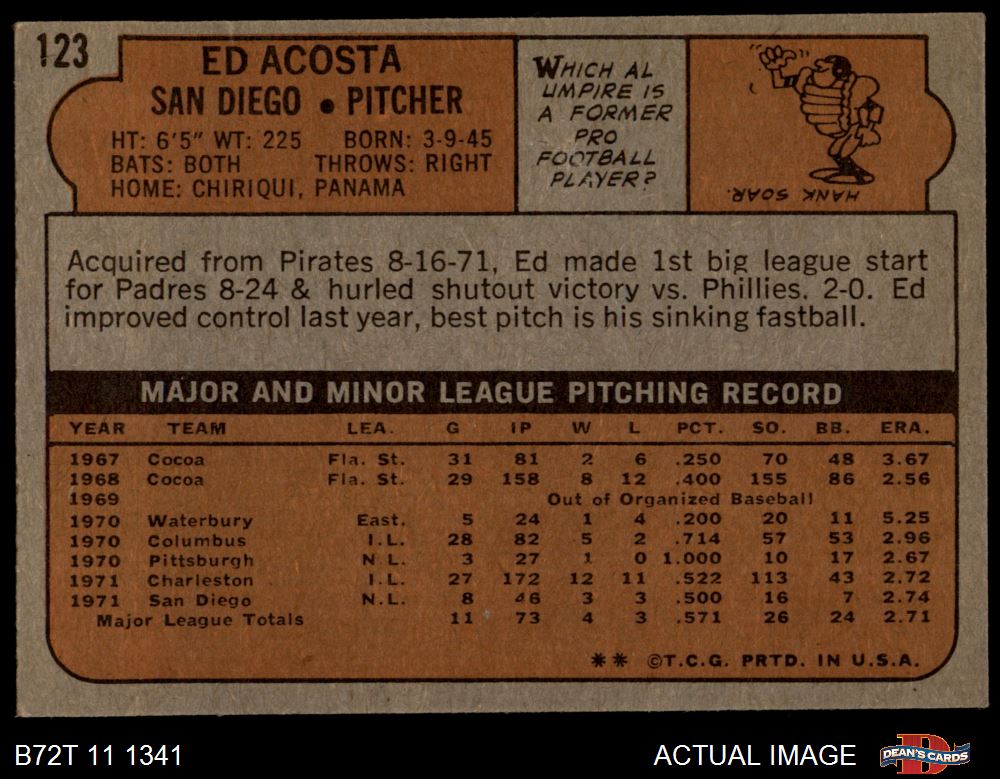 123
ED ACOSTA
SAN DIEGO • PITCHER
HT: 6'5" WT: 225 BORN: 3-9-45
BATS: BOTH THROWS: RIGHT
HOME: CHIRIQUI, PANAMA
WHICH AL
UMPIRE IS
A FORMER
PRO
FOOTBALL
PLAYER?
HANK SOAR.
Acquired from Pirates 8-16-71, Ed made 1st big league start
for Padres 8-24 & hurled shutout victory vs. Phillies, 2-0. Ed
improved control last year, best pitch is his sinking fastball.
MAJOR AND MINOR LEAGUE PITCHING RECORD
YEAR TEAM LEA. G IP W L PCT. SO. BB. ERA.
1967 Cocoa Fla. St. 31 81 2 6 .250 70 48 3.67
1968 Cocoa Fla. St. 29 158 8 12 .400 155 86 2.56
1969 Out of Organized Baseball
1970 Waterbury East. 5 24 1 4 .200 20 11 5.25
1970 Columbus I.L. 28 82 5 2 .714 57 53 2.96
1970 Pittsburgh N.L. 3 27 1 0 1.000 10 17 2.67
1971 Charleston I.L. 27 172 12 11 .522 113 43 2.72
1971 San Diego N.L. 8 46 3 3 .500 16 7 2.74
Major League Totals 11 73 4 3 .571 26 24 2.71
** ©T.C.G. PRTD. IN U.S.A.
B72T 11 1341 ACTUAL IMAGE DEAN'S CARDS